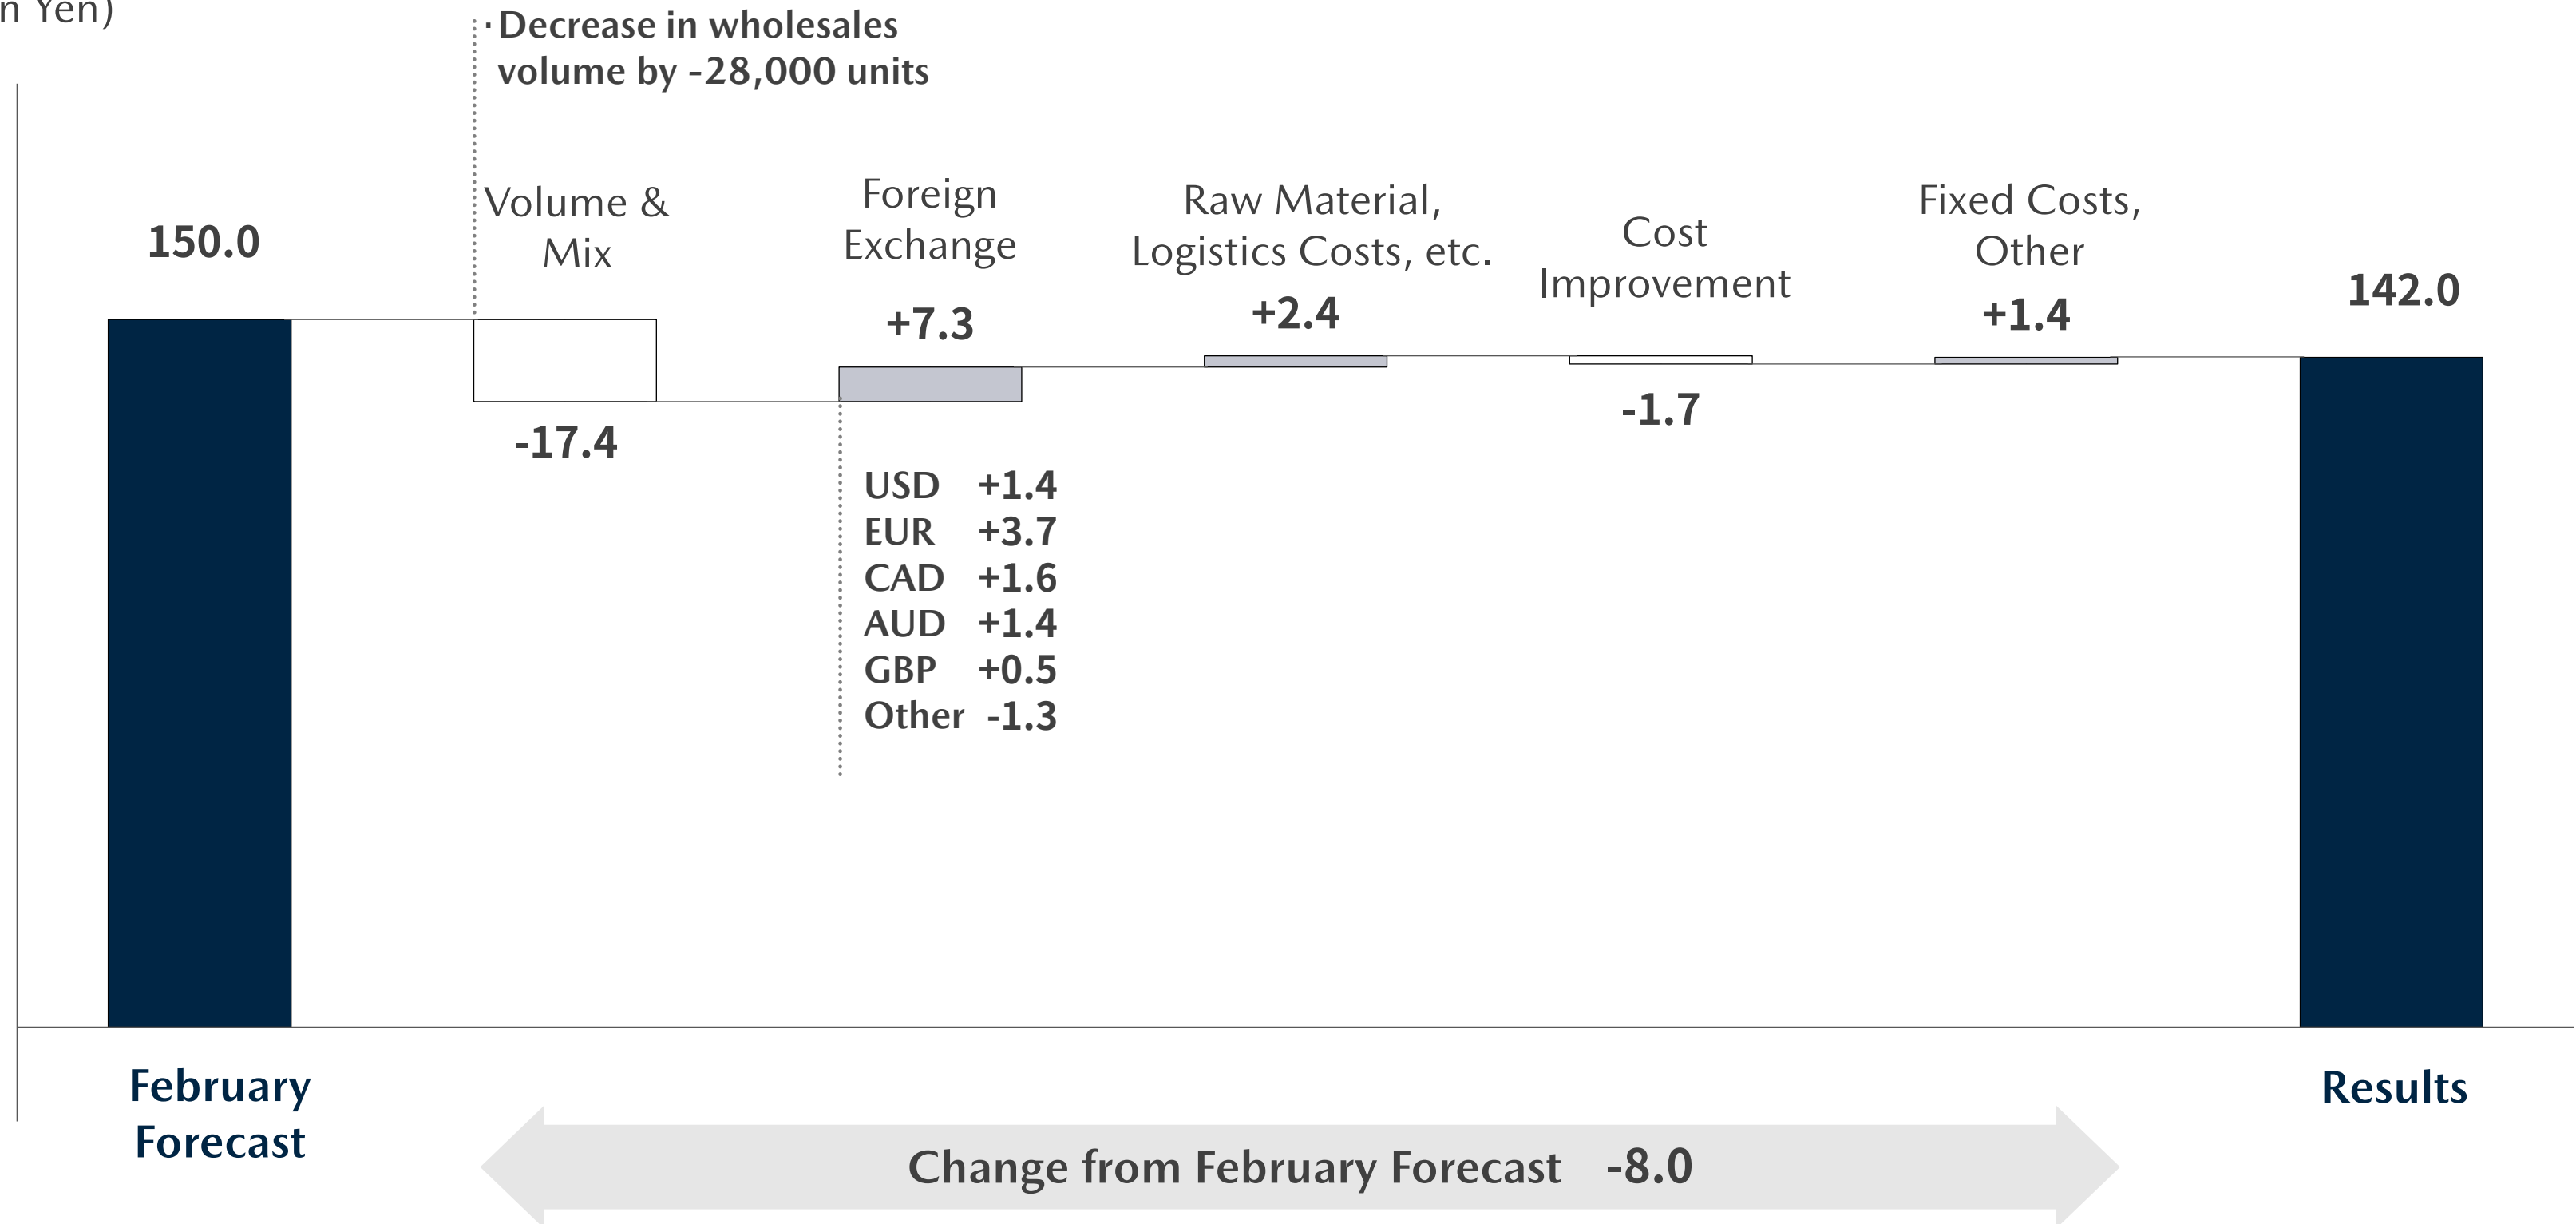 n Yen)
· Decrease in wholesales
volume by -28,000 units
150.0
Volume &
Mix
-17.4
Foreign
Exchange
+7.3
USD +1.4
EUR +3.7
CAD +1.6
AUD +1.4
GBP +0.5
Other -1.3
Raw Material,
Logistics Costs, etc.
+2.4
Cost
Improvement
-1.7
Fixed Costs,
Other
+1.4
142.0
February
Forecast
Results
Change from February Forecast -8.0